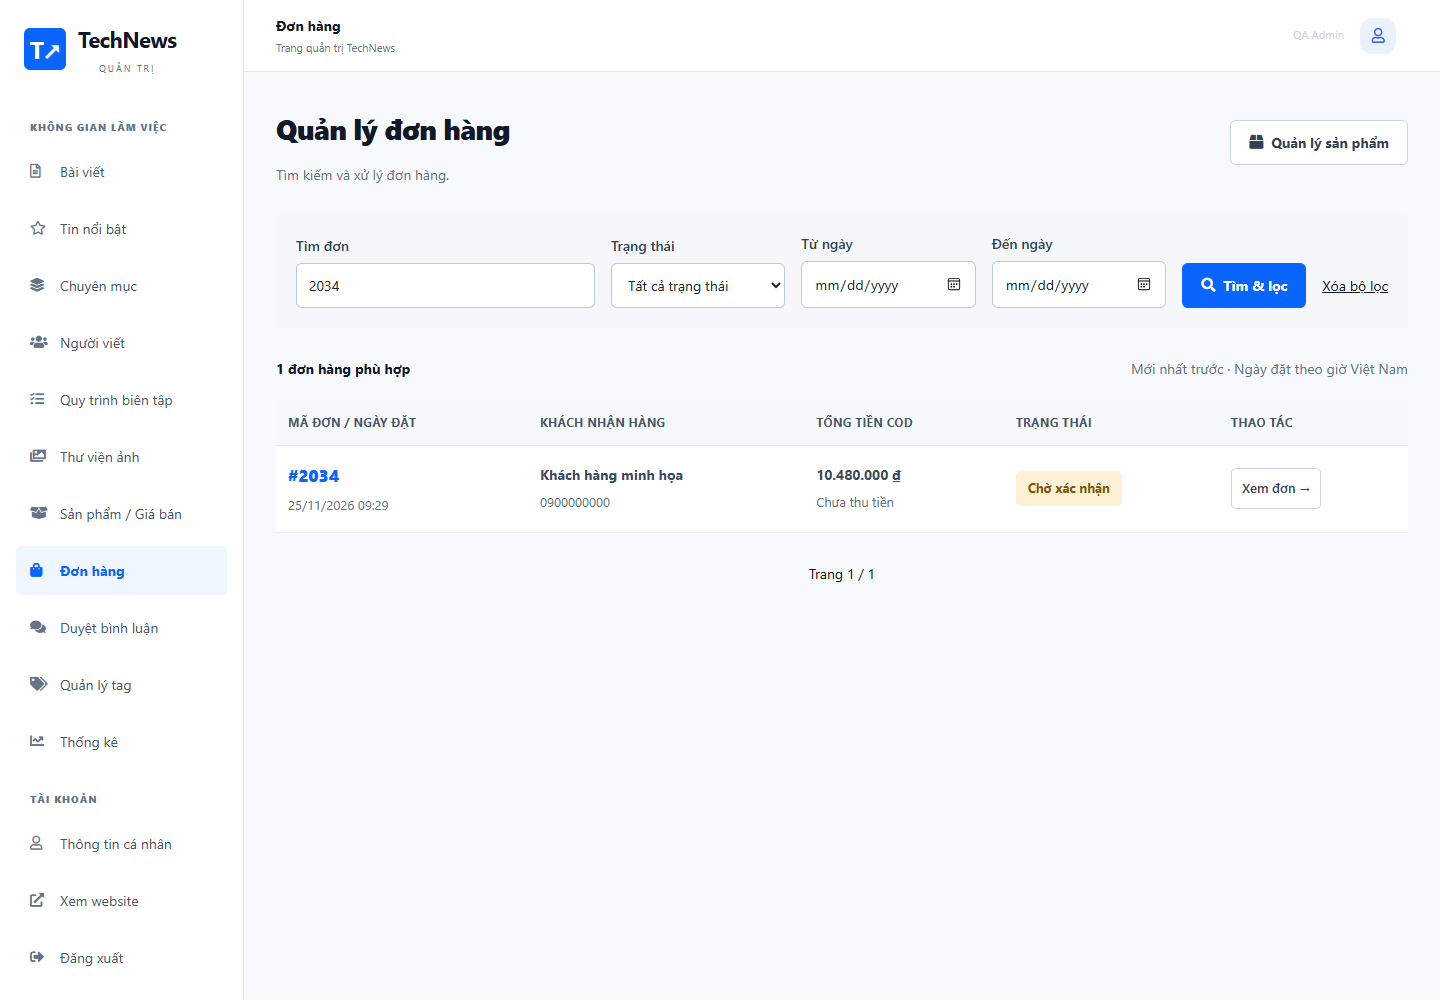 T↗ TechNews
QUẢN TRỊ
KHÔNG GIAN LÀM VIỆC
Bài viết
Tin nổi bật
Chuyên mục
Người viết
Quy trình biên tập
Thư viện ảnh
Sản phẩm / Giá bán
Đơn hàng
Duyệt bình luận
Quản lý tag
Thống kê
TÀI KHOẢN
Thông tin cá nhân
Xem website
Đăng xuất
Đơn hàng
Trang quản trị TechNews
QA Admin
Quản lý đơn hàng
Tìm kiếm và xử lý đơn hàng.
Quản lý sản phẩm
Tìm đơn
2034
Trạng thái
Tất cả trạng thái
Từ ngày
mm/dd/yyyy
Đến ngày
mm/dd/yyyy
Tìm & lọc
Xóa bộ lọc
1 đơn hàng phù hợp
Mới nhất trước · Ngày đặt theo giờ Việt Nam
MÃ ĐƠN / NGÀY ĐẶT KHÁCH NHẬN HÀNG TỔNG TIỀN COD TRẠNG THÁI THAO TÁC
#2034 Khách hàng minh họa 10.480.000 ₫ Chờ xác nhận Xem đơn →
25/11/2026 09:29 0900000000 Chưa thu tiền
Trang 1 / 1